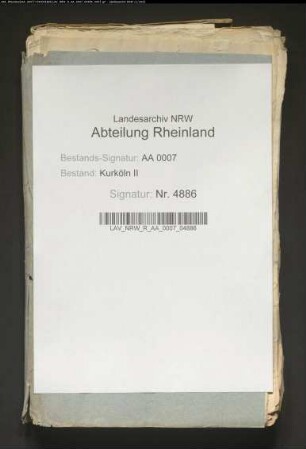 Landesarchiv NRW
Abteilung Rheinland
Bestands-Signatur: AA 0007
Bestand: Kurköln II
Signatur: Nr. 4886
LAV_NRW_R_AA_0007_04886